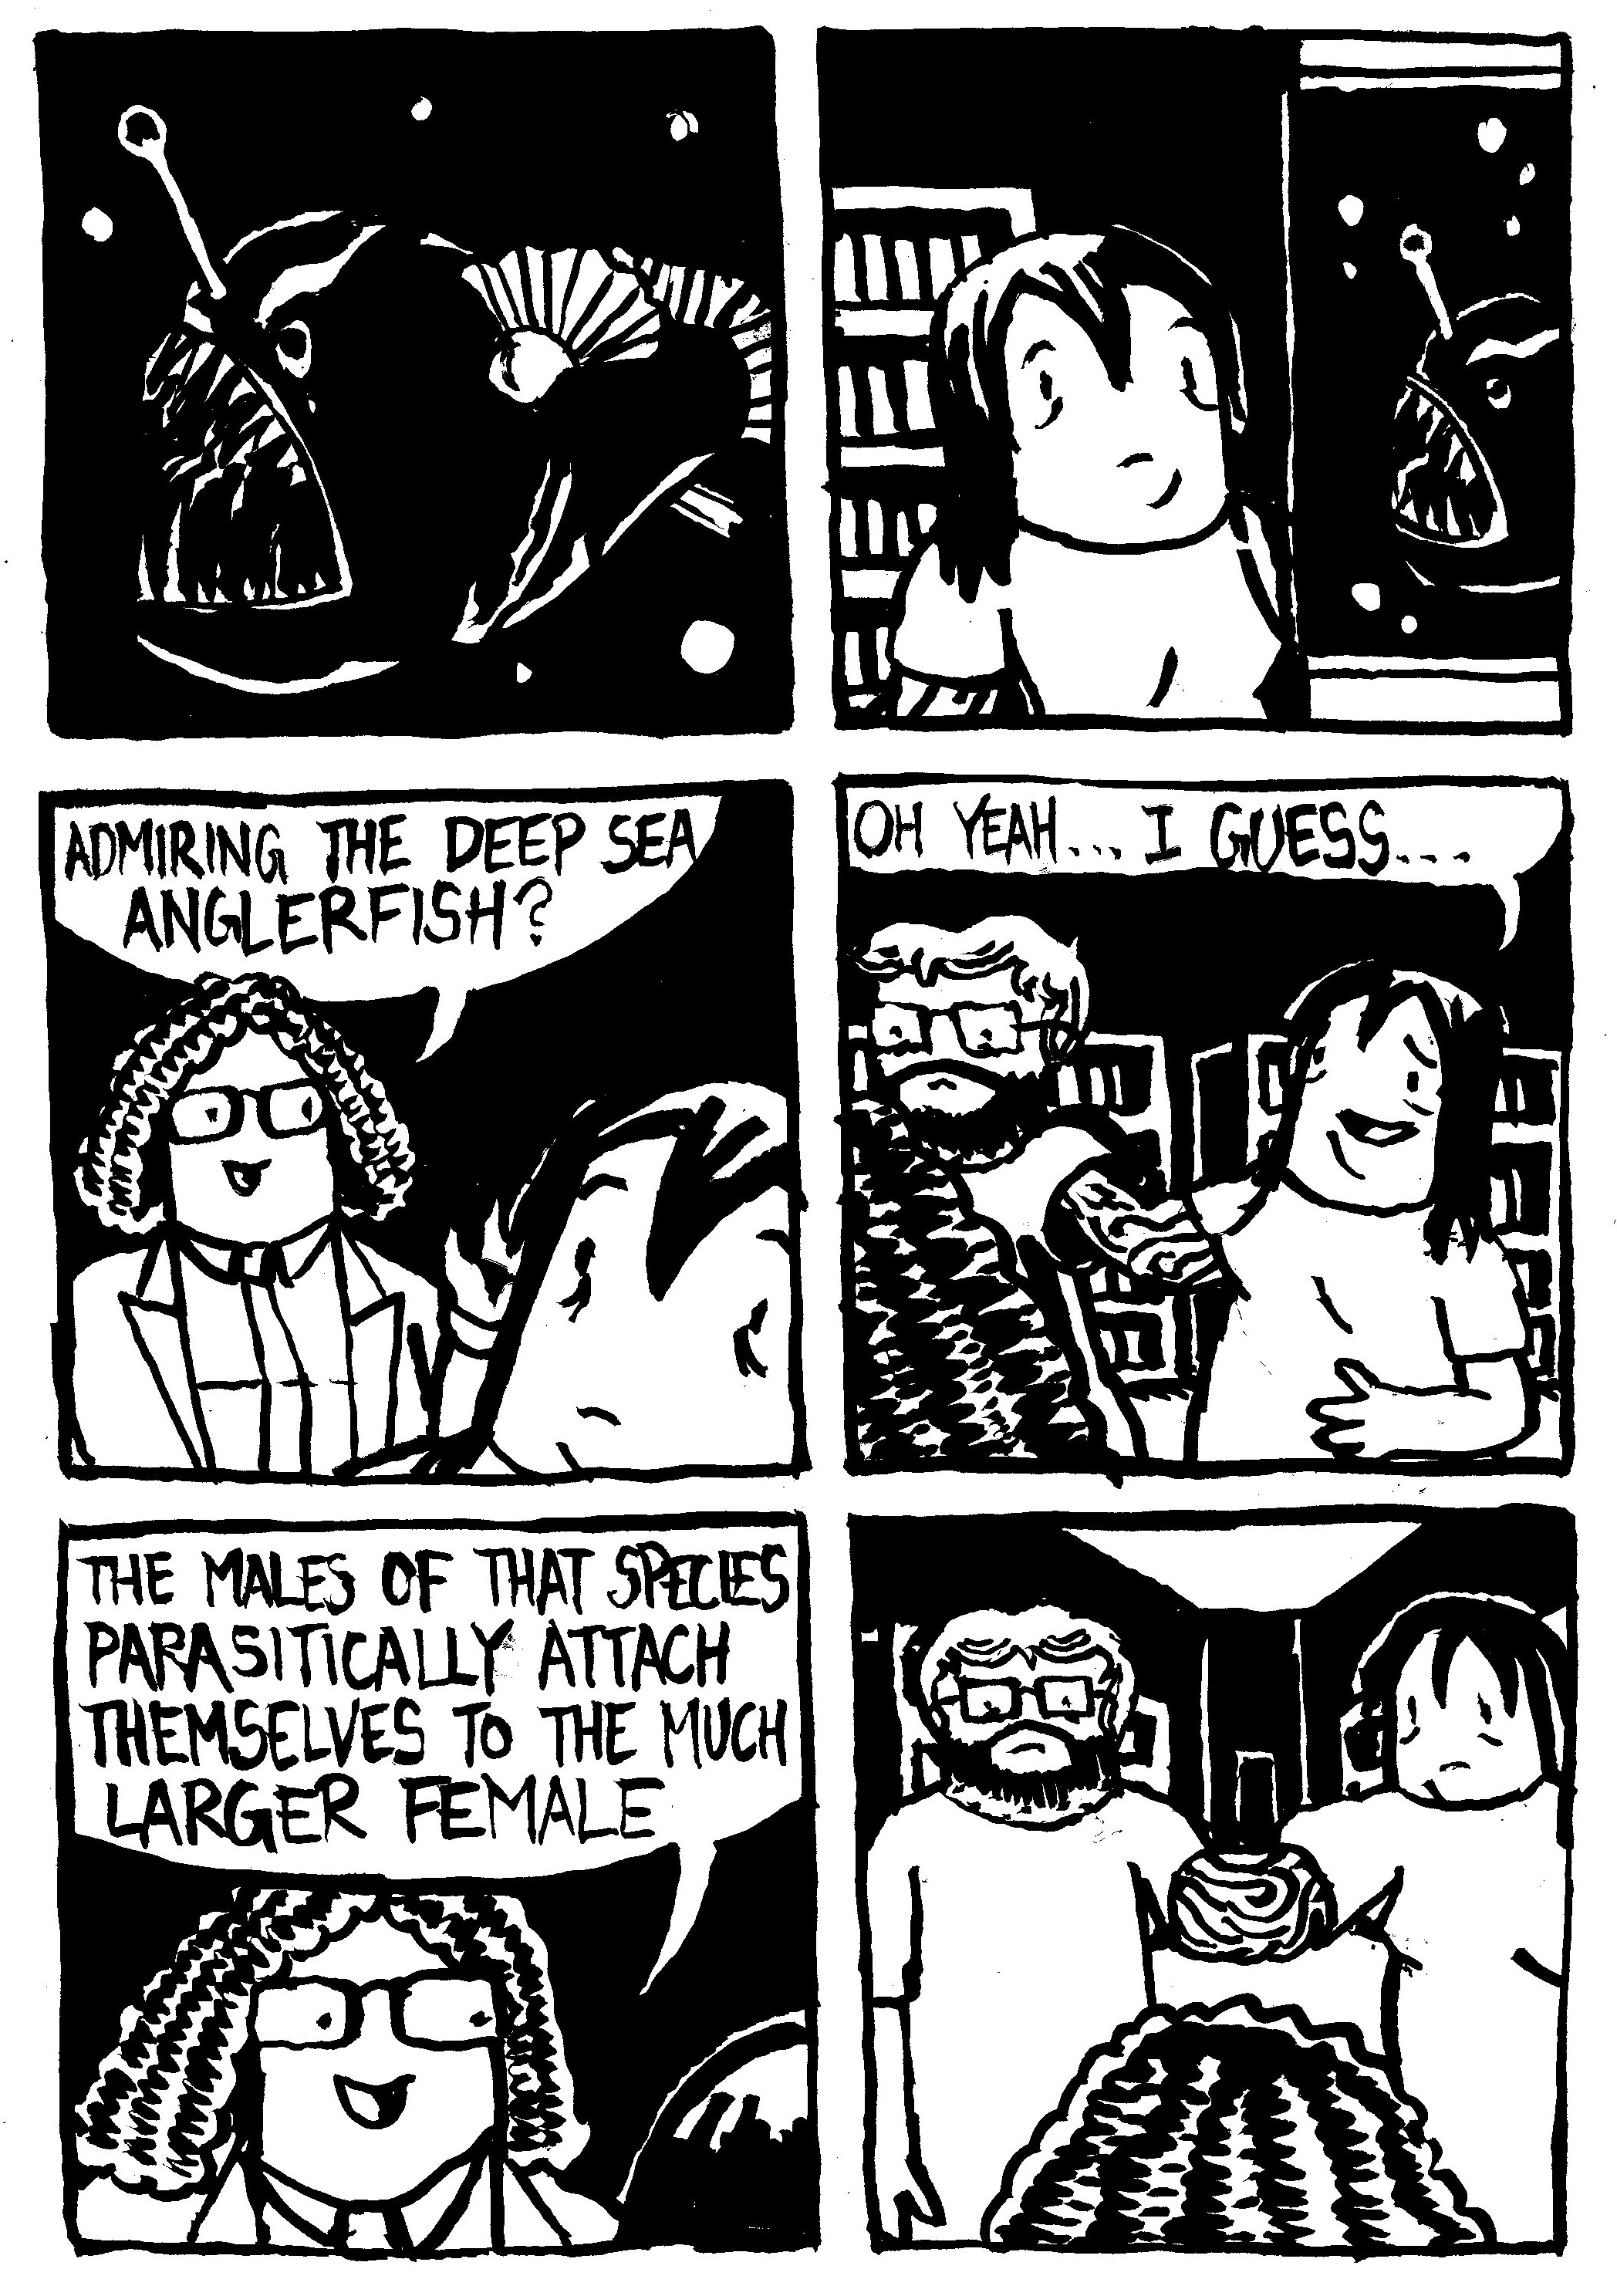 ADMIRING THE DEEP SEA
ANGLERFISH?
OH YEAH... I GUESS...
THE MALES OF THAT SPECIES
PARASITICALLY ATTACH
THEMSELVES TO THE MUCH
LARGER FEMALE